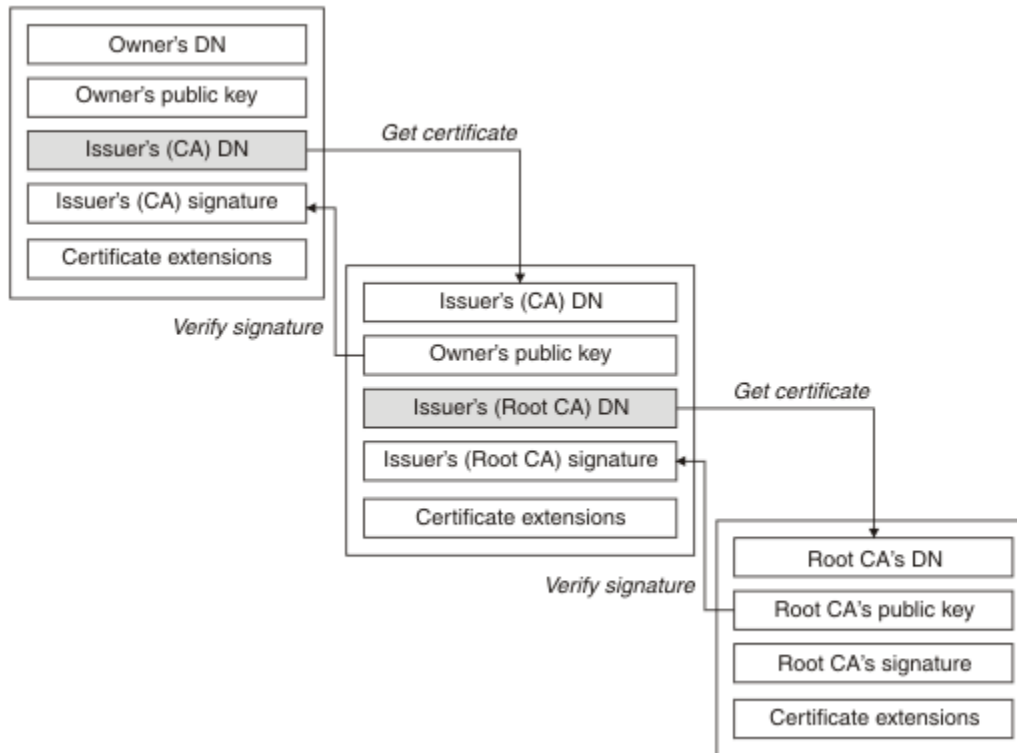 Owner's DN
Owner's public key
Issuer's (CA) DN
Get certificate
Issuer's (CA) signature
Certificate extensions
Verify signature
Issuer's (CA) DN
Owner's public key
Issuer's (Root CA) DN
Get certificate
Issuer's (Root CA) signature
Certificate extensions
Verify signature
Root CA's DN
Root CA's public key
Root CA's signature
Certificate extensions